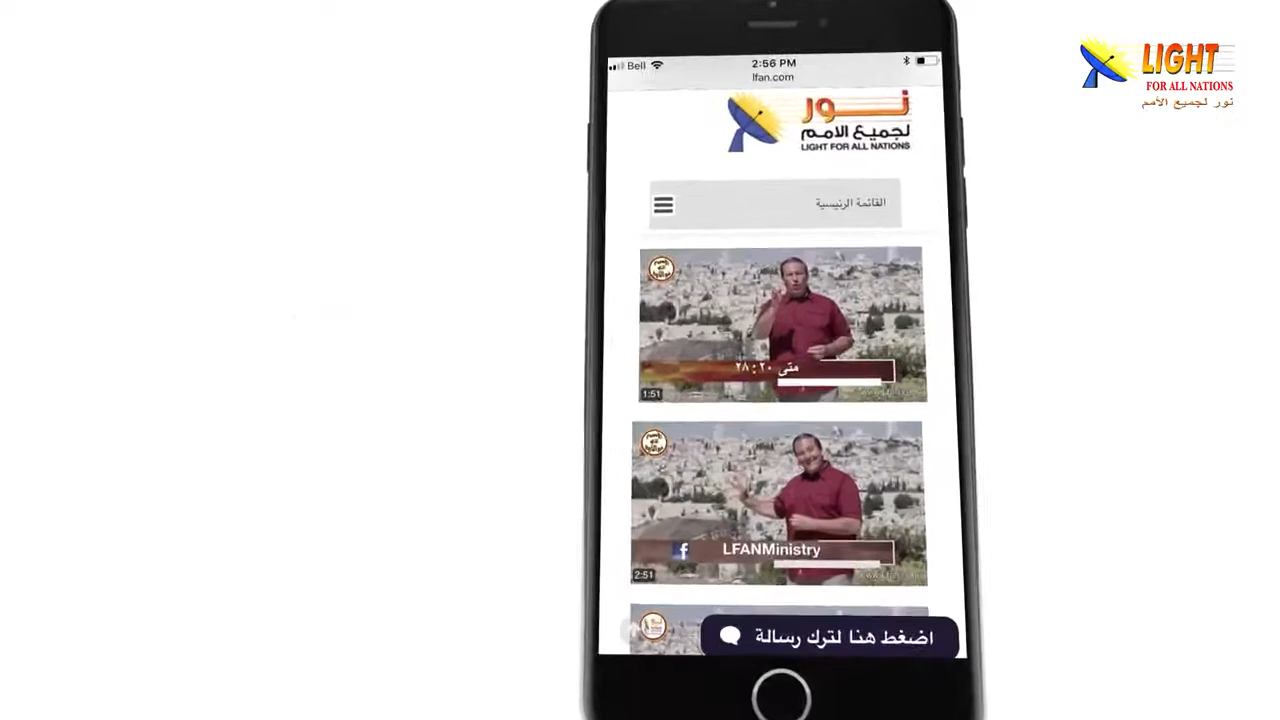 Bell
2:56 PM
lfan.com
نور
لجميع الامم
LIGHT FOR ALL NATIONS
القائمة الرئيسية
متى ٢٠:٢٨
1:51
LFANMinistry
2:51
اضغط هنا لترك رسالة
LIGHT
FOR ALL NATIONS
نور لجميع الأمم